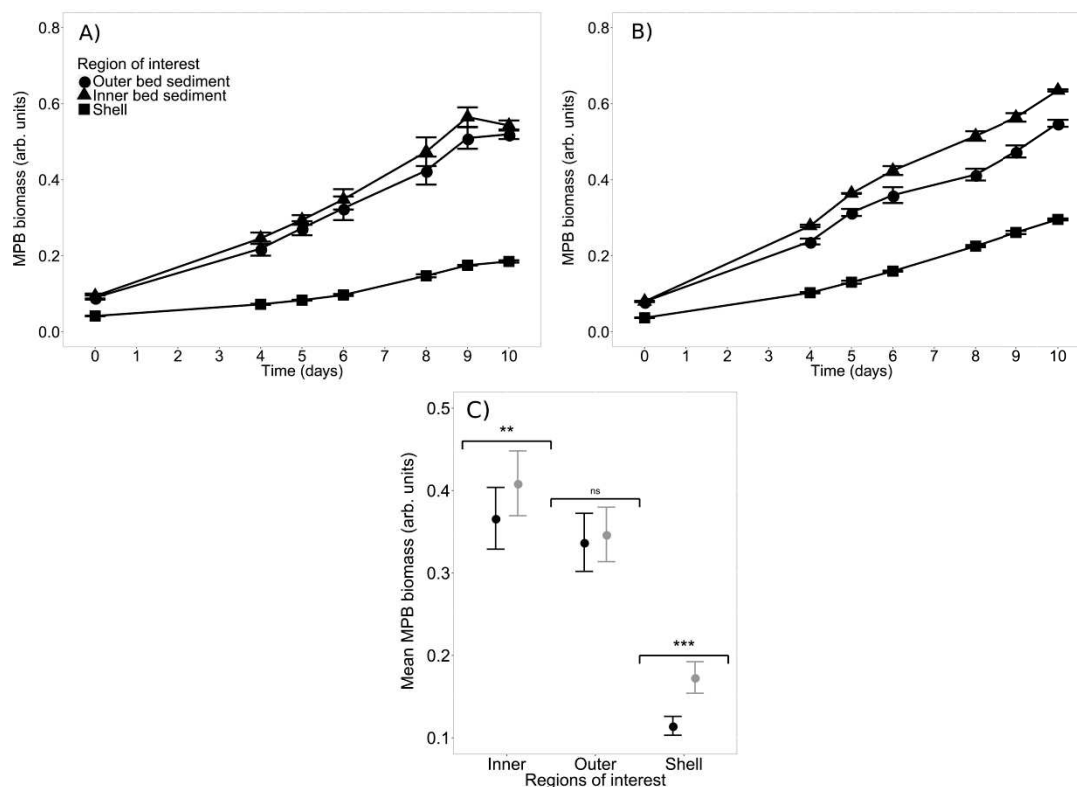 A)
Region of interest
Outer bed sediment
Inner bed sediment
Shell
MPB biomass (arb. units)
0.8
0.6
0.4
0.2
0.0
0 1 2 3 4 5 6 7 8 9 10
Time (days)
B)
MPB biomass (arb. units)
0.8
0.6
0.4
0.2
0.0
0 1 2 3 4 5 6 7 8 9 10
Time (days)
C)
Mean MPB biomass (arb. units)
0.5
0.4
0.3
0.2
0.1
**
ns
***
Inner Outer Shell
Regions of interest